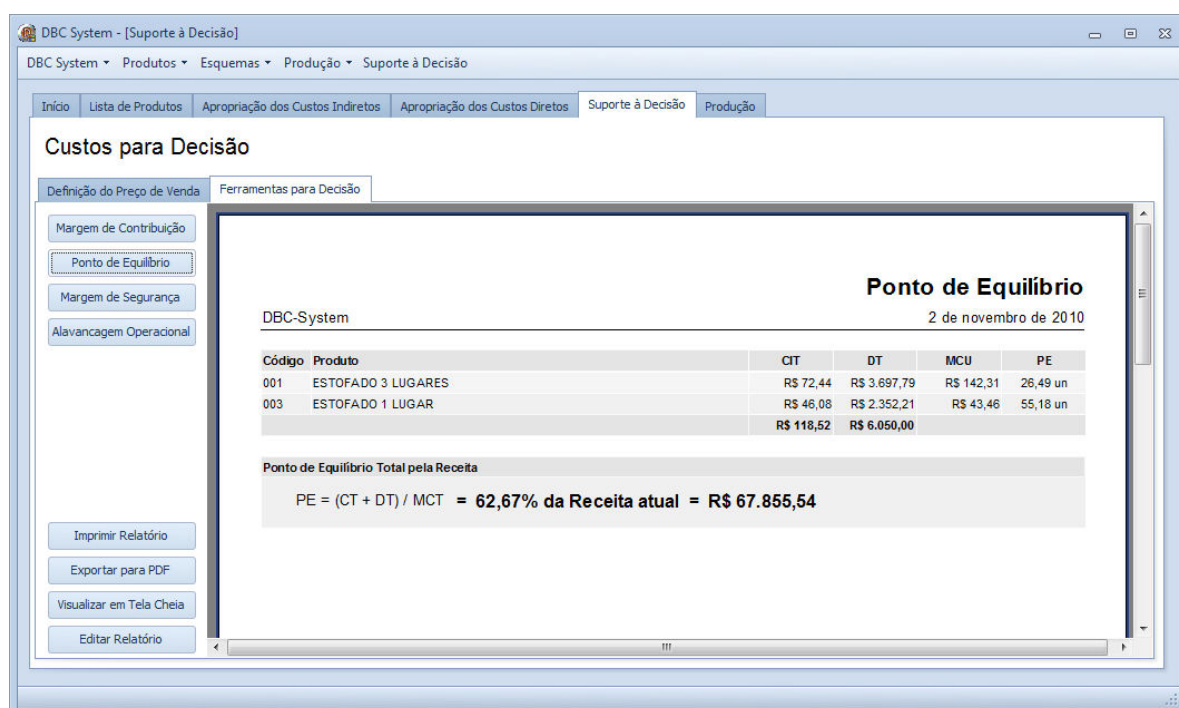 DBC System - [Suporte à Decisão]
DBC System Produtos Esquemas Produção Suporte à Decisão
Início Lista de Produtos Apropriação dos Custos Indiretos Apropriação dos Custos Diretos Suporte à Decisão Produção
Custos para Decisão
Definição do Preço de Venda Ferramentas para Decisão
Margem de Contribuição
Ponto de Equilíbrio
Margem de Segurança
Alavancagem Operacional
Imprimir Relatório
Exportar para PDF
Visualizar em Tela Cheia
Editar Relatório
Ponto de Equilíbrio
DBC-System 2 de novembro de 2010
Código Produto CIT DT MCU PE
001 ESTOFADO 3 LUGARES R$ 72,44 R$ 3.697,79 R$ 142,31 26,49 un
003 ESTOFADO 1 LUGAR R$ 46,08 R$ 2.352,21 R$ 43,46 55,18 un
R$ 118,52 R$ 6.050,00
Ponto de Equilíbrio Total pela Receita
PE = (CT + DT) / MCT = 62,67% da Receita atual = R$ 67.855,54